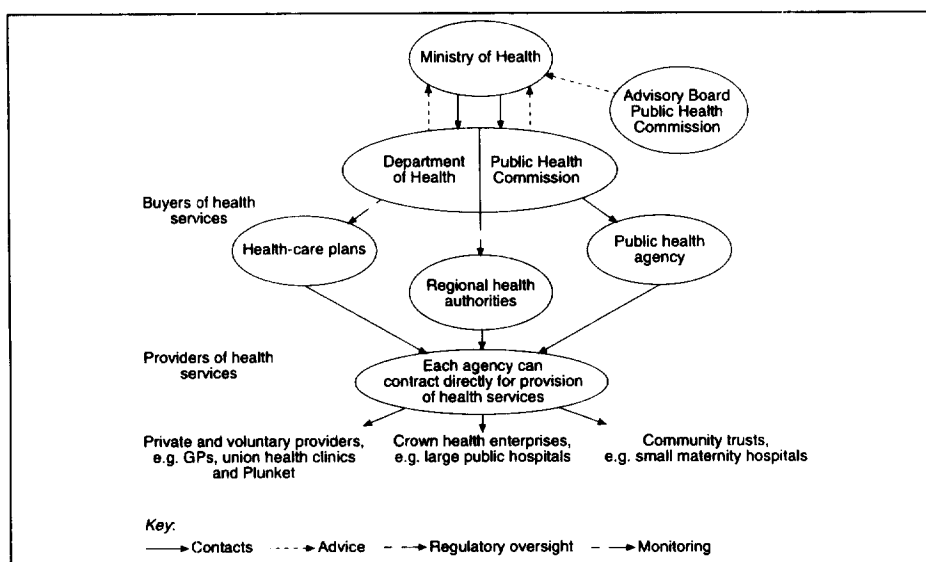 Ministry of Health
Advisory Board
Public Health
Commission
Department
of Health
Public Health
Commission
Buyers of health
services
Health-care plans
Public health
agency
Regional health
authorities
Providers of health
services
Each agency can
contract directly for provision
of health services
Private and voluntary providers,
e.g. GPs, union health clinics
and Plunket
Crown health enterprises,
e.g. large public hospitals
Community trusts,
e.g. small maternity hospitals
Key:
Contacts
Advice
Regulatory oversight
Monitoring